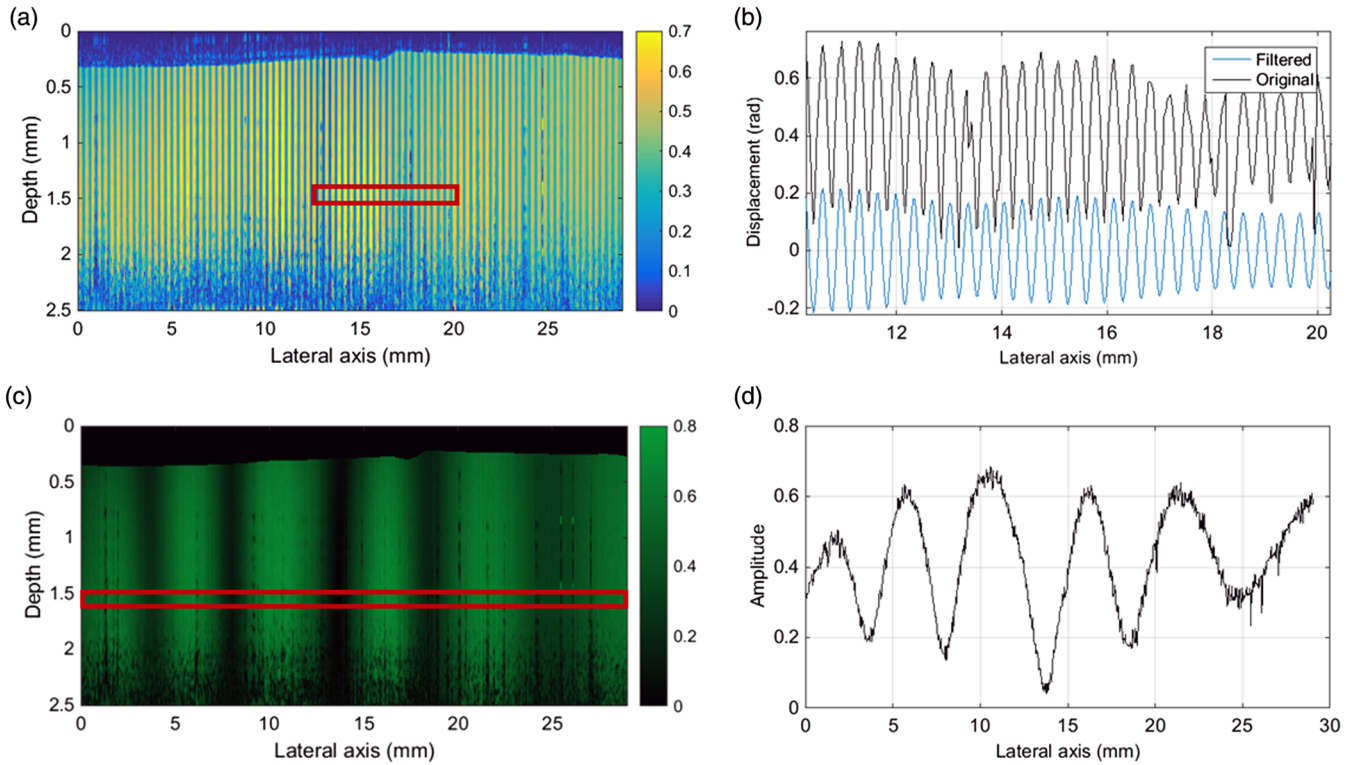 (a)
0
0.5
1
1.5
2
2.5
Depth (mm)
0 5 10 15 20 25
Lateral axis (mm)
0.7
0.6
0.5
0.4
0.3
0.2
0.1
0
(b)
Displacement (rad)
0.6
0.4
0.2
0
-0.2
Filtered
Original
12 14 16 18 20
Lateral axis (mm)
(c)
0
0.5
1
1.5
2
2.5
Depth (mm)
0 5 10 15 20 25
Lateral axis (mm)
0.8
0.6
0.4
0.2
0
(d)
Amplitude
0.8
0.6
0.4
0.2
0
0 5 10 15 20 25 30
Lateral axis (mm)